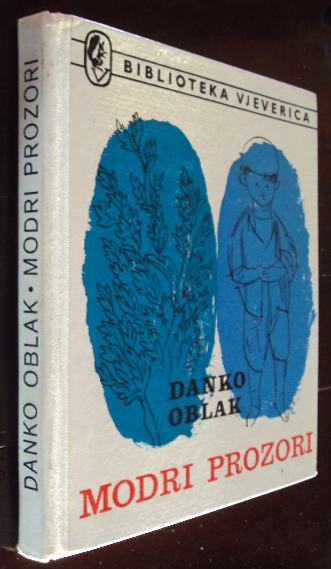 DANKO OBLAK • MODRI PROZORI
BIBLIOTEKA VJEVERICA
DANKO
OBLAK
MODRI PROZORI